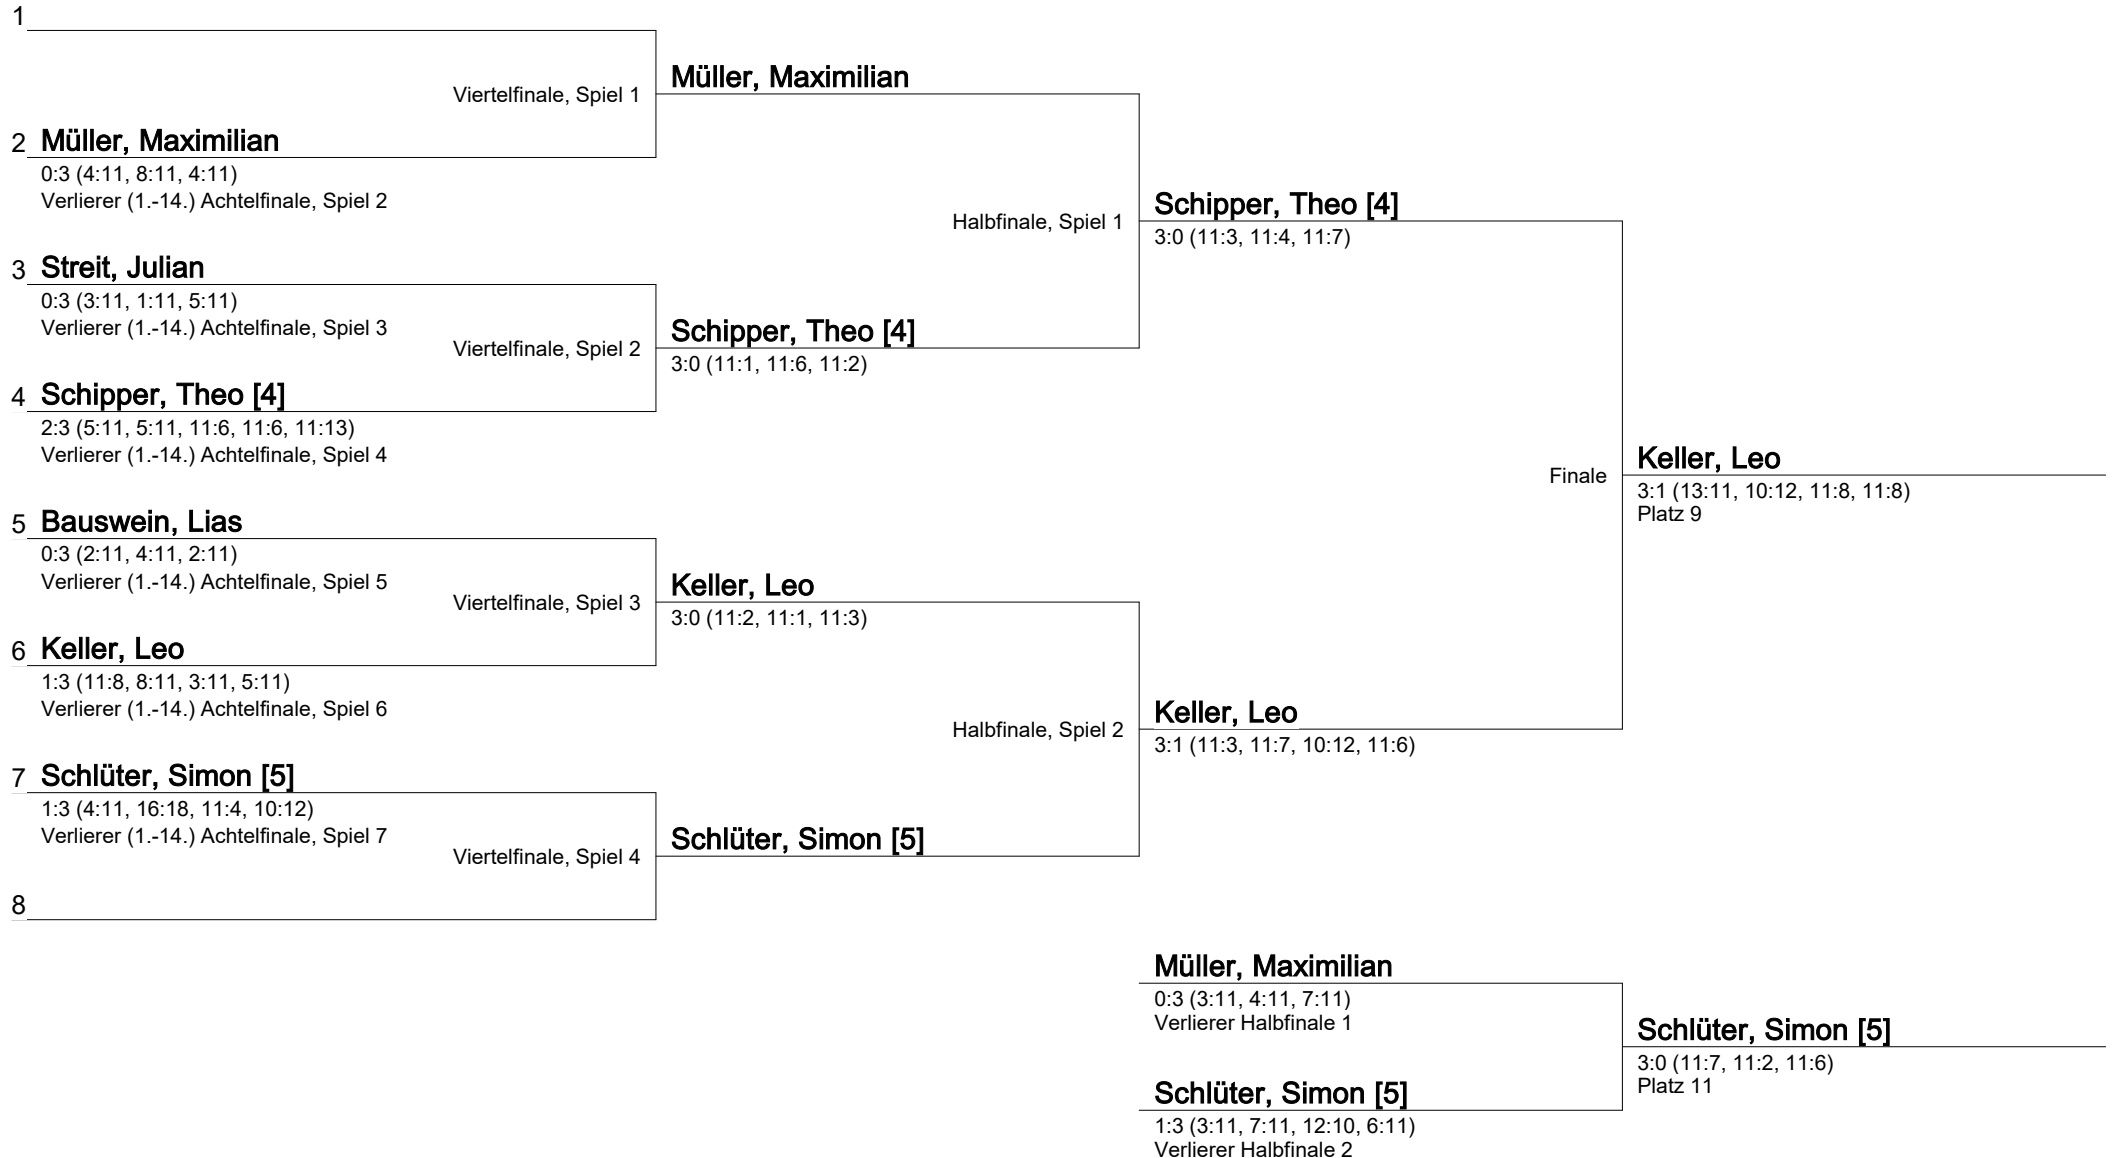 1
Viertelfinale, Spiel 1
Müller, Maximilian
2 Müller, Maximilian
0:3 (4:11, 8:11, 4:11)
Verlierer (1.-14.) Achtelfinale, Spiel 2
Halbfinale, Spiel 1
Schipper, Theo [4]
3:0 (11:3, 11:4, 11:7)
3 Streit, Julian
0:3 (3:11, 1:11, 5:11)
Verlierer (1.-14.) Achtelfinale, Spiel 3
Viertelfinale, Spiel 2
Schipper, Theo [4]
3:0 (11:1, 11:6, 11:2)
4 Schipper, Theo [4]
2:3 (5:11, 5:11, 11:6, 11:6, 11:13)
Verlierer (1.-14.) Achtelfinale, Spiel 4
Finale
Keller, Leo
3:1 (13:11, 10:12, 11:8, 11:8)
Platz 9
5 Bauswein, Lias
0:3 (2:11, 4:11, 2:11)
Verlierer (1.-14.) Achtelfinale, Spiel 5
Viertelfinale, Spiel 3
Keller, Leo
3:0 (11:2, 11:1, 11:3)
6 Keller, Leo
1:3 (11:8, 8:11, 3:11, 5:11)
Verlierer (1.-14.) Achtelfinale, Spiel 6
Halbfinale, Spiel 2
Keller, Leo
3:1 (11:3, 11:7, 10:12, 11:6)
7 Schlüter, Simon [5]
1:3 (4:11, 16:18, 11:4, 10:12)
Verlierer (1.-14.) Achtelfinale, Spiel 7
Viertelfinale, Spiel 4
Schlüter, Simon [5]
8
Müller, Maximilian
0:3 (3:11, 4:11, 7:11)
Verlierer Halbfinale 1
Schlüter, Simon [5]
3:0 (11:7, 11:2, 11:6)
Platz 11
Schlüter, Simon [5]
1:3 (3:11, 7:11, 12:10, 6:11)
Verlierer Halbfinale 2